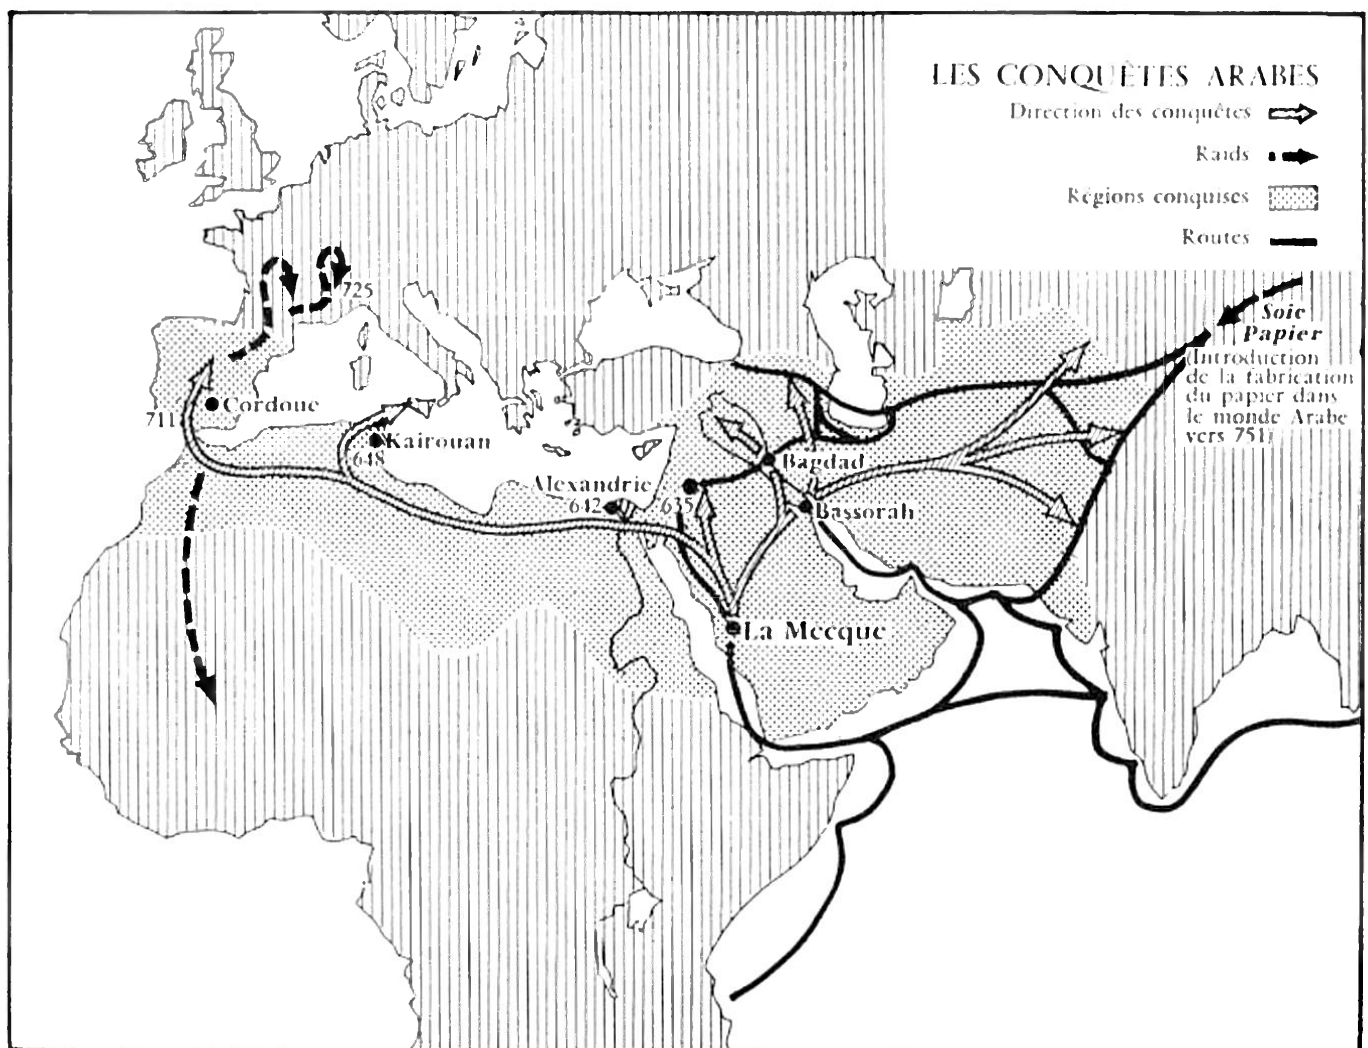 LES CONQUÊTES ARABES
Direction des conquêtes
Raids
Régions conquises
Routes
725
Soie
Papier
(Introduction
de la fabrication
du papier dans
le monde Arabe
vers 751)
711
Cordoue
Kairouan
648
Bagdad
Alexandrie
642
635
Bassorah
La Mecque